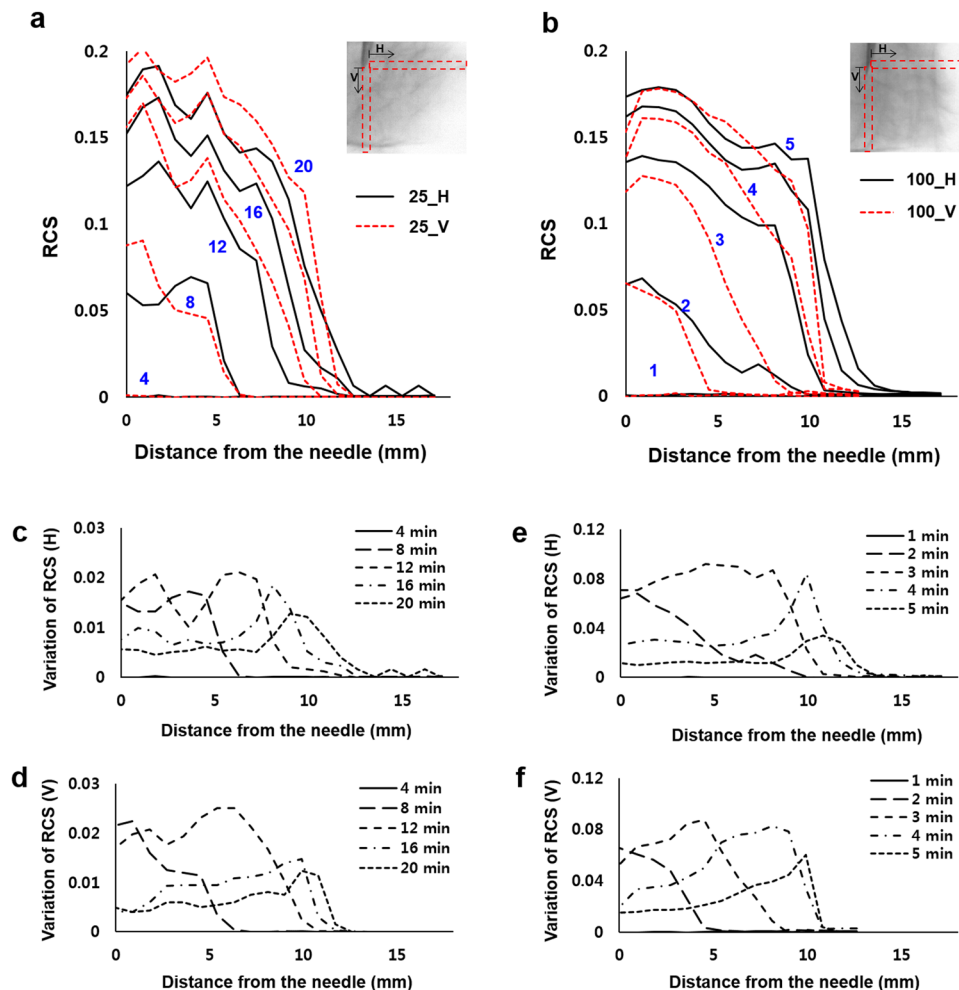 a
0.2
0.15
0.1
0.05
0
RCS
0
5
10
15
Distance from the needle (mm)
H
V
25_H
25_V
20
16
12
8
4
b
0.2
0.15
0.1
0.05
0
RCS
0
5
10
15
Distance from the needle (mm)
H
V
100_H
100_V
5
4
3
2
1
c
Variation of RCS (H)
0.03
0.02
0.01
0
0
5
10
15
Distance from the needle (mm)
4 min
8 min
12 min
16 min
20 min
e
Variation of RCS (H)
0.12
0.08
0.04
0
0
5
10
15
Distance from the needle (mm)
1 min
2 min
3 min
4 min
5 min
d
Variation of RCS (V)
0.03
0.02
0.01
0
0
5
10
15
Distance from the needle (mm)
4 min
8 min
12 min
16 min
20 min
f
Variation of RCS (V)
0.12
0.08
0.04
0
0
5
10
15
Distance from the needle (mm)
1 min
2 min
3 min
4 min
5 min